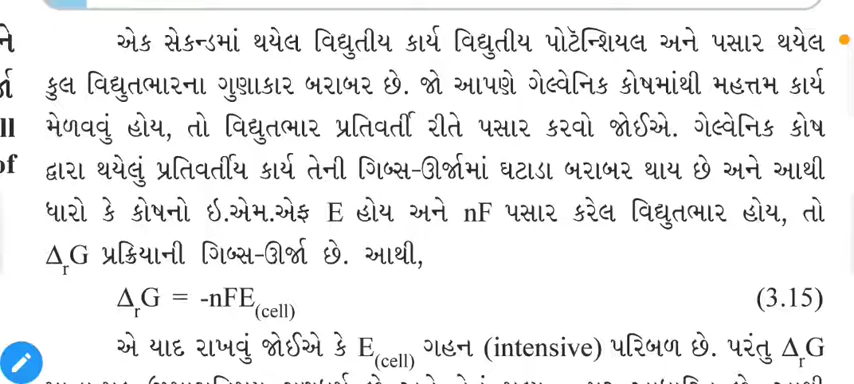 એક સેકન્ડમાં થયેલ વિદ્યુતીય કાર્ય વિદ્યુતીય પોટેન્શિયલ અને પસાર થયેલ
કુલ વિદ્યુતભારના ગુણાકાર બરાબર છે. જો આપણે ગેલ્વેનિક કોષમાંથી મહત્તમ કાર્ય
ll મેળવવું હોય, તો વિદ્યુતભાર પ્રતિવર્તી રીતે પસાર કરવો જોઈએ. ગેલ્વેનિક કોષ
of દ્વારા થયેલું પ્રતિવર્તીય કાર્ય તેની ગિબ્સ-ઊર્જામાં ઘટાડા બરાબર થાય છે અને આથી
ધારો કે કોષનો ઇ.એમ.એફ E હોય અને nF પસાર કરેલ વિદ્યુતભાર હોય, તો
ΔrG પ્રક્રિયાની ગિબ્સ-ઊર્જા છે. આથી,
ΔrG = -nFE(cell) (3.15)
એ યાદ રાખવું જોઈએ કે E(cell) ગહન (intensive) પરિબળ છે. પરંતુ ΔrG